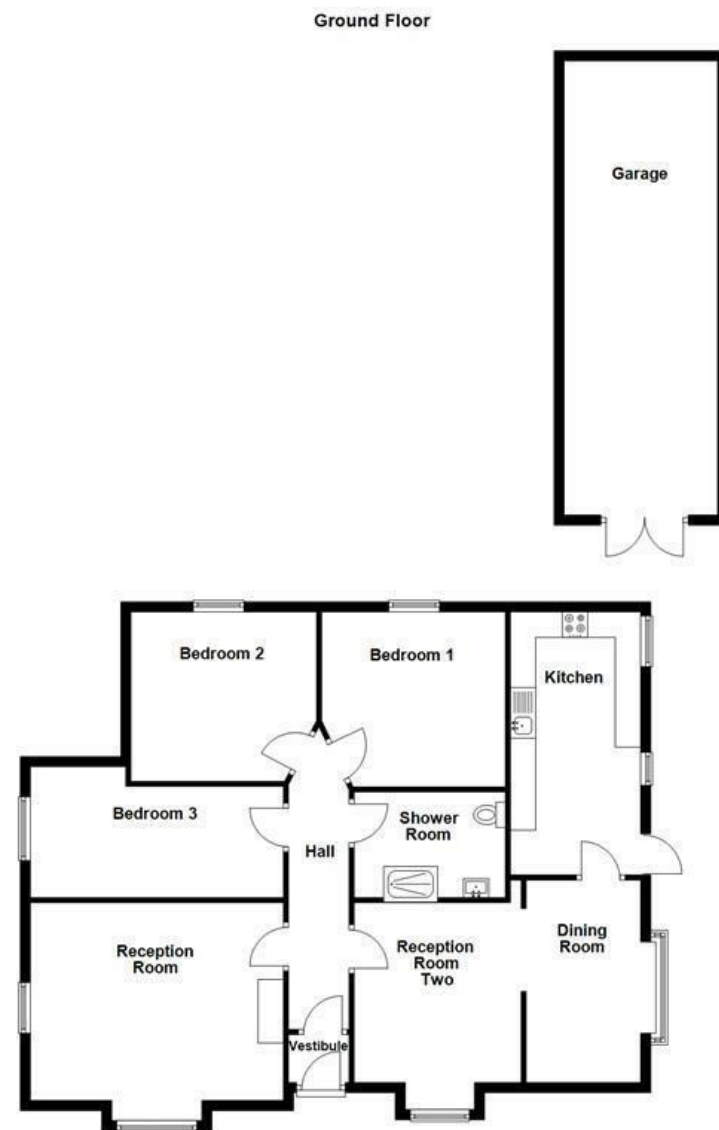 Ground Floor
Garage
Bedroom 2
Bedroom 1
Kitchen
Bedroom 3
Shower
Room
Hall
Reception
Room
Reception
Room
Two
Dining
Room
Vestibule